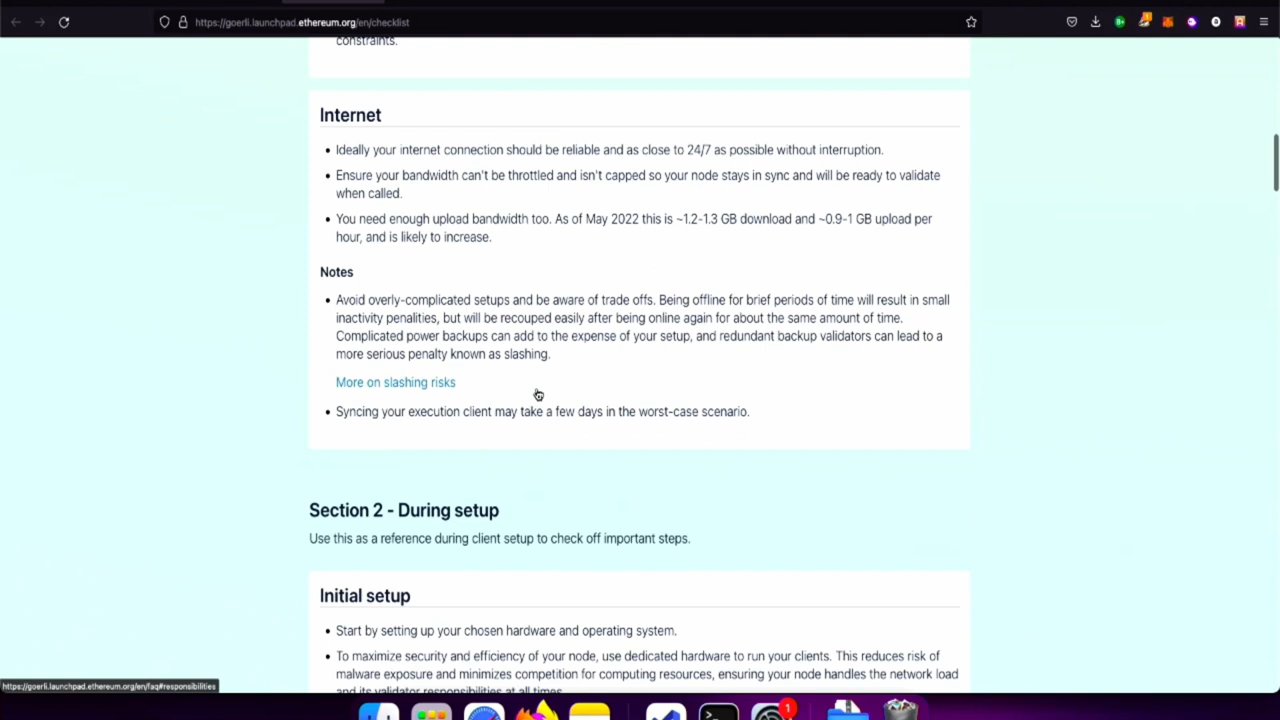 https://goerli.launchpad.ethereum.org/en/checklist
constraints.
Internet
• Ideally your internet connection should be reliable and as close to 24/7 as possible without interruption.
• Ensure your bandwidth can't be throttled and isn't capped so your node stays in sync and will be ready to validate
when called.
• You need enough upload bandwidth too. As of May 2022 this is ~1.2-1.3 GB download and ~0.9-1 GB upload per
hour, and is likely to increase.
Notes
• Avoid overly-complicated setups and be aware of trade offs. Being offline for brief periods of time will result in small
inactivity penalities, but will be recouped easily after being online again for about the same amount of time.
Complicated power backups can add to the expense of your setup, and redundant backup validators can lead to a
more serious penalty known as slashing.
More on slashing risks
• Syncing your execution client may take a few days in the worst-case scenario.
Section 2 - During setup
Use this as a reference during client setup to check off important steps.
Initial setup
• Start by setting up your chosen hardware and operating system.
• To maximize security and efficiency of your node, use dedicated hardware to run your clients. This reduces risk of
malware exposure and minimizes competition for computing resources, ensuring your node handles the network load
and its validator responsibilities at all times.
https://goerli.launchpad.ethereum.org/en/faq#responsibilities
1